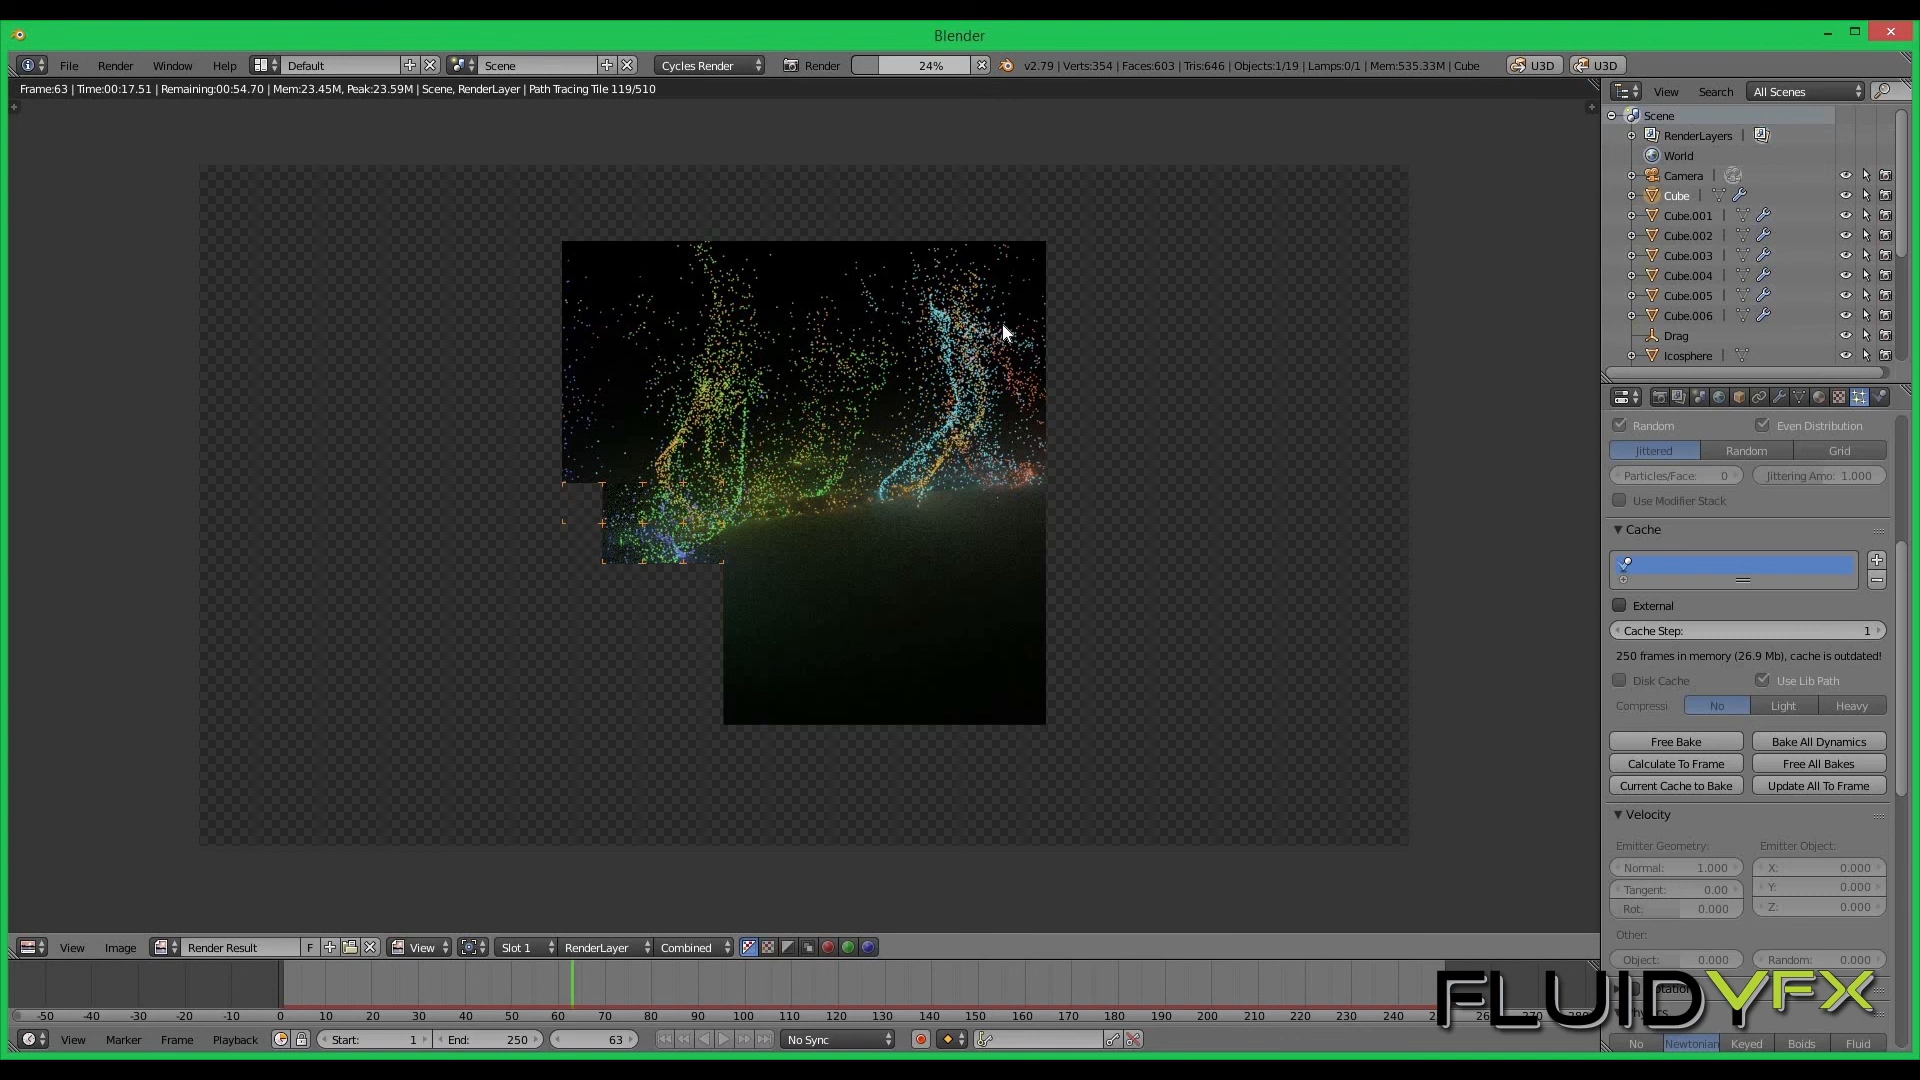 Blender
File Render Window Help Default Scene Cycles Render Render 24% v2.79 | Verts:354 | Faces:603 | Tris:646 | Objects:1/19 | Lamps:0/1 | Mem:535.33M | Cube U3D U3D
Frame:63 | Time:00:17.51 | Remaining:00:54.70 | Mem:23.45M, Peak:23.59M | Scene, RenderLayer | Path Tracing Tile 119/510
View Search All Scenes
Scene
RenderLayers
World
Camera
Cube
Cube.001
Cube.002
Cube.003
Cube.004
Cube.005
Cube.006
Drag
Icosphere
Random Even Distribution
Jittered Random Grid
Particles/Face: 0 Jittering Amo: 1.000
Use Modifier Stack
Cache
External
Cache Step: 1
250 frames in memory (26.9 Mb), cache is outdated!
Disk Cache Use Lib Path
Compressi No Light Heavy
Free Bake Bake All Dynamics
Calculate To Frame Free All Bakes
Current Cache to Bake Update All To Frame
Velocity
Emitter Geometry: Emitter Object:
Normal: 1.000 X: 0.000
Tangent: 0.00 Y: 0.000
Rot: 0.000 Z: 0.000
Other:
Object: 0.000 Random: 0.000
FLUIDVFX
No Newtonian Keyed Boids Fluid
View Image Render Result F View Slot 1 RenderLayer Combined
-50 -40 -30 -20 -10 0 10 20 30 40 50 60 70 80 90 100 110 120 130 140 150 160 170 180 190 200 210 220 230 240
View Marker Frame Playback Start: 1 End: 250 63 No Sync